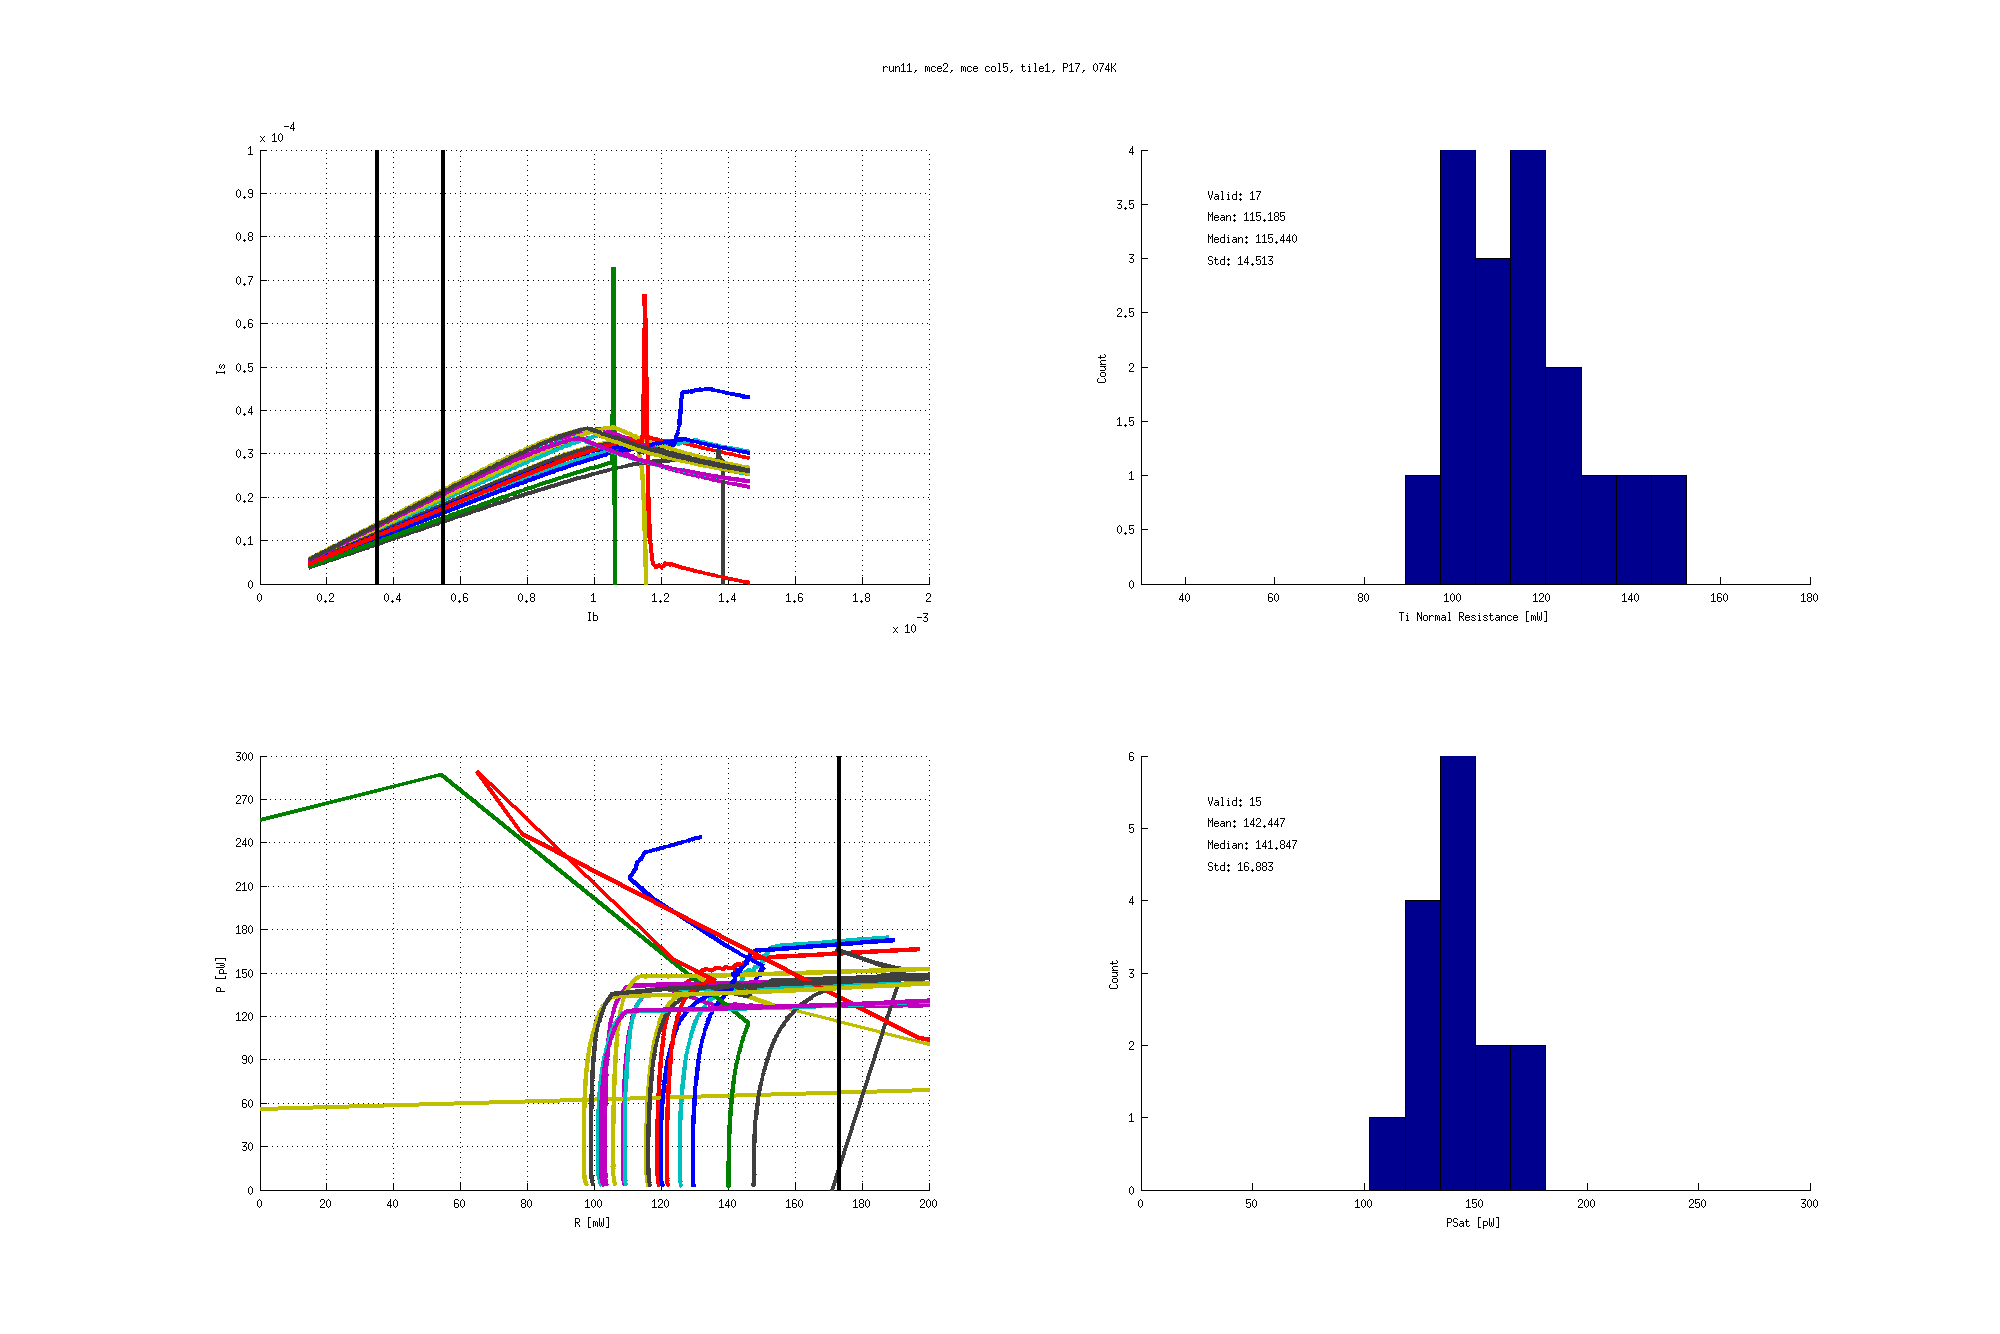 run11, mce2, mce col5, tile1, P17, 074K
x 10^-4
1
0.9
0.8
0.7
0.6
0.5
0.4
0.3
0.2
0.1
0
Is
0 0.2 0.4 0.6 0.8 1 1.2 1.4 1.6 1.8 2
Ib
x 10^-3
4
3.5
3
2.5
2
1.5
1
0.5
0
Count
Valid: 17
Mean: 115.185
Median: 115.440
Std: 14.513
40 60 80 100 120 140 160 180
Ti Normal Resistance [mW]
300
270
240
210
180
150
120
90
60
30
0
P [pW]
0 20 40 60 80 100 120 140 160 180 200
R [mW]
6
5
4
3
2
1
0
Count
Valid: 15
Mean: 142.447
Median: 141.847
Std: 16.883
0 50 100 150 200 250 300
PSat [pW]